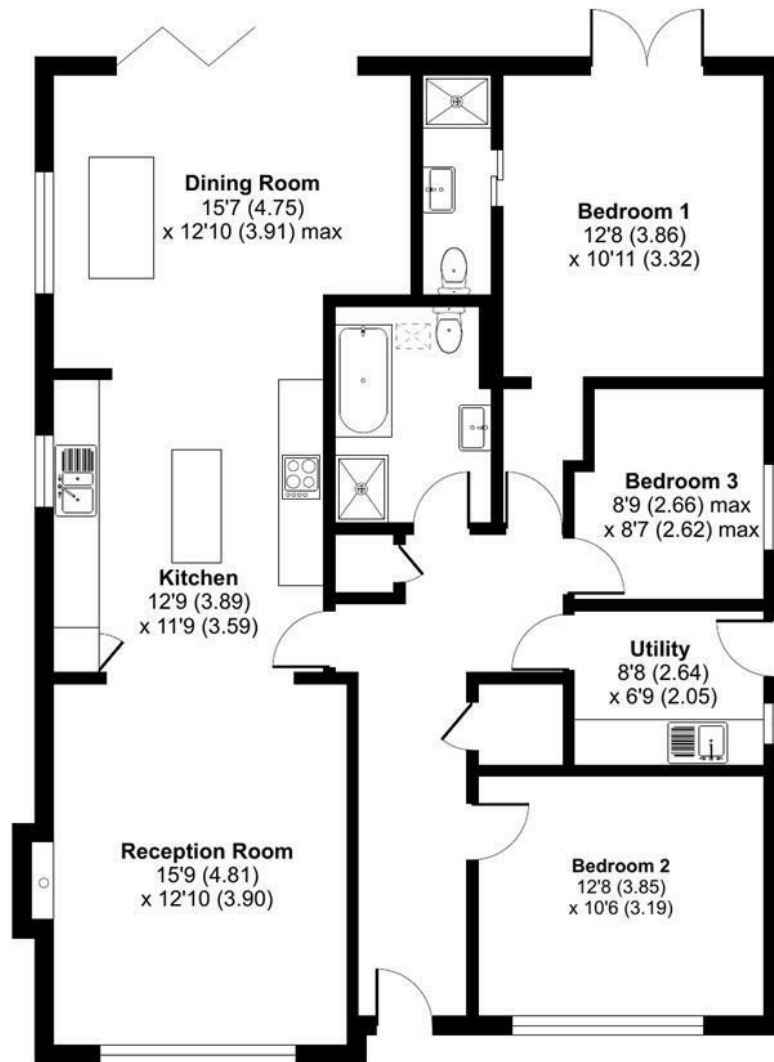 Dining Room
15'7 (4.75)
x 12'10 (3.91) max
Bedroom 1
12'8 (3.86)
x 10'11 (3.32)
Bedroom 3
8'9 (2.66) max
x 8'7 (2.62) max
Kitchen
12'9 (3.89)
x 11'9 (3.59)
Utility
8'8 (2.64)
x 6'9 (2.05)
Reception Room
15'9 (4.81)
x 12'10 (3.90)
Bedroom 2
12'8 (3.85)
x 10'6 (3.19)